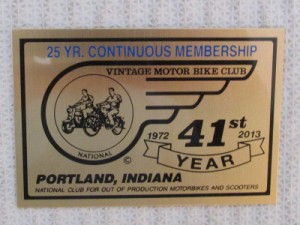 25 YR. CONTINUOUS MEMBERSHIP
VINTAGE MOTOR BIKE CLUB
NATIONAL
©
1972 41st 2013
YEAR
PORTLAND, INDIANA
NATIONAL CLUB FOR OUT OF PRODUCTION MOTORBIKES AND SCOOTERS